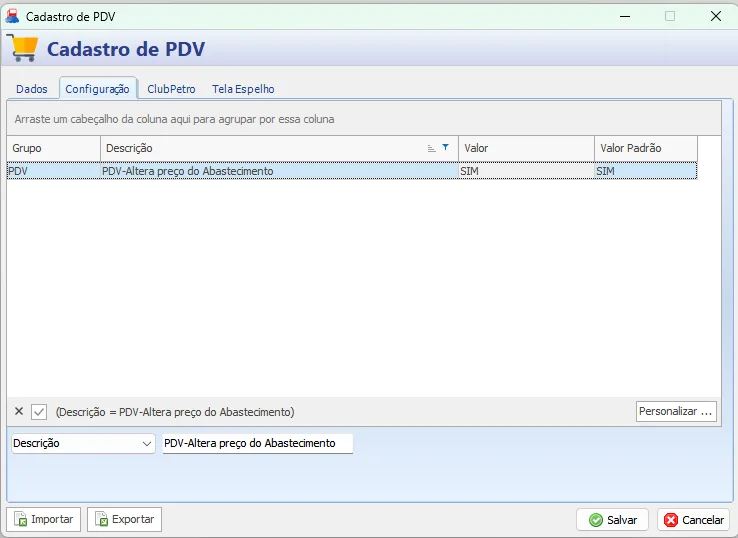 Cadastro de PDV
Cadastro de PDV
Dados Configuração ClubPetro Tela Espelho
Arraste um cabeçalho da coluna aqui para agrupar por essa coluna
Grupo Descrição Valor Valor Padrão
PDV PDV-Altera preço do Abastecimento SIM SIM
(Descrição = PDV-Altera preço do Abastecimento) Personalizar ...
Descrição PDV-Altera preço do Abastecimento
Importar Exportar Salvar Cancelar